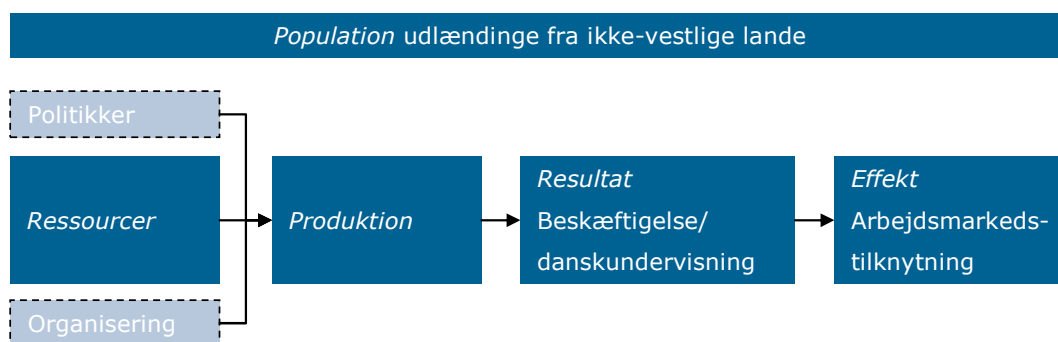 Population udlændinge fra ikke-vestlige lande
Politikker
Ressourcer
Produktion
Resultat
Beskæftigelse/
danskundervisning
Effekt
Arbejdsmarkeds-
tilknytning
Organisering